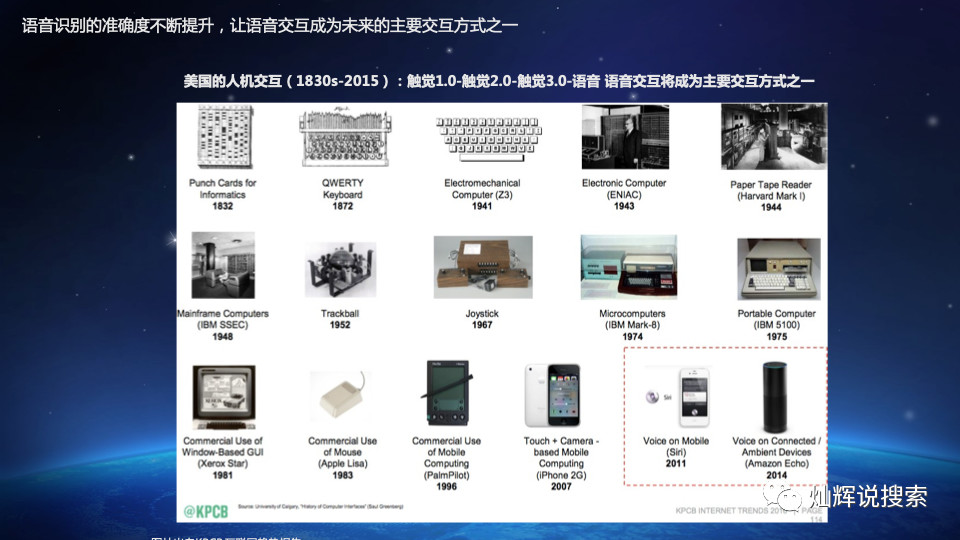 语音识别的准确度不断提升，让语音交互成为未来的主要交互方式之一
美国的人机交互（1830s-2015）：触觉1.0-触觉2.0-触觉3.0-语音 语音交互将成为主要交互方式之一
Punch Cards for
Informatics
1832
QWERTY
Keyboard
1872
Electromechanical
Computer (Z3)
1941
Electronic Computer
(ENIAC)
1943
Paper Tape Reader
(Harvard Mark I)
1944
Mainframe Computers
(IBM SSEC)
1948
Trackball
1952
Joystick
1967
Microcomputers
(IBM Mark-8)
1974
Portable Computer
(IBM 5100)
1975
Commercial Use of
Window-Based GUI
(Xerox Star)
1981
Commercial Use
of Mouse
(Apple Lisa)
1983
Commercial Use
of Mobile
Computing
(PalmPilot)
1996
Touch + Camera -
based Mobile
Computing
(iPhone 2G)
2007
Siri
Voice on Mobile
(Siri)
2011
Voice on Connected /
Ambient Devices
(Amazon Echo)
2014
灿辉说搜索
@KPCB
Source: University of Calgary, "History of Computer Interfaces" (Saul Greenberg)
KPCB INTERNET TRENDS 2016 | PAGE
114